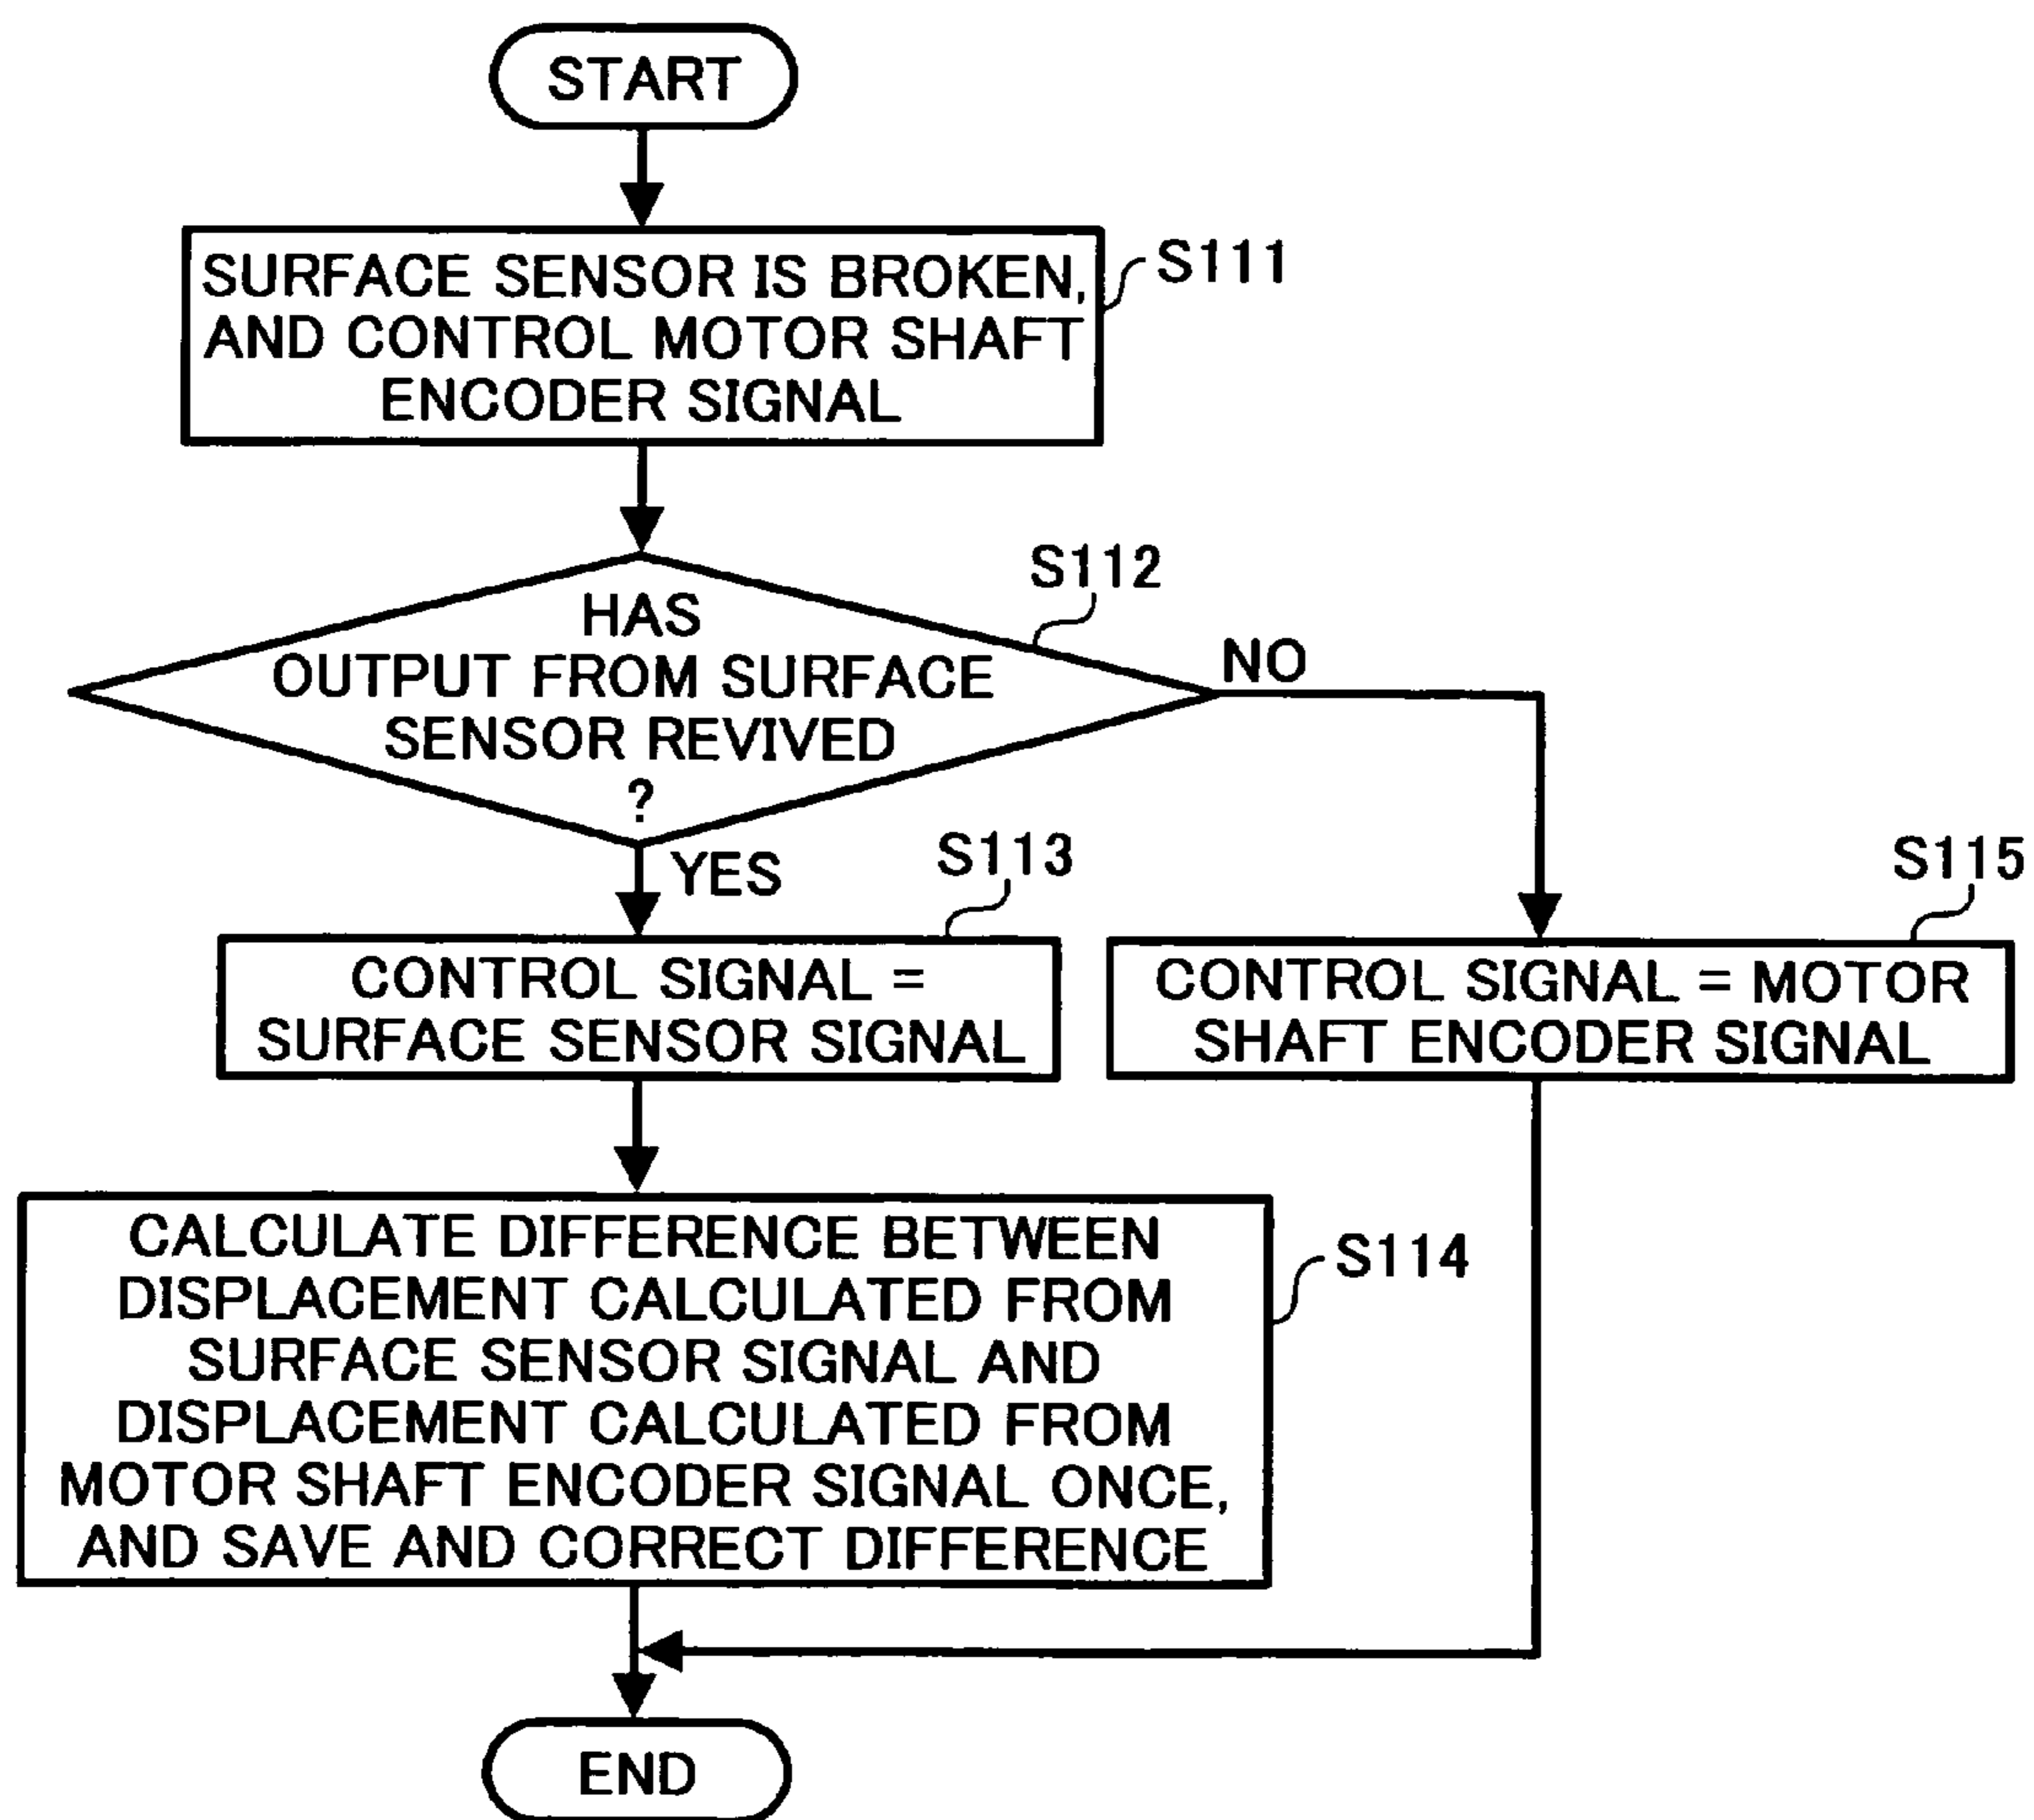 START
SURFACE SENSOR IS BROKEN,
AND CONTROL MOTOR SHAFT
ENCODER SIGNAL
S111
HAS
OUTPUT FROM SURFACE
SENSOR REVIVED
?
S112
NO
YES
S113
CONTROL SIGNAL =
SURFACE SENSOR SIGNAL
S115
CONTROL SIGNAL = MOTOR
SHAFT ENCODER SIGNAL
CALCULATE DIFFERENCE BETWEEN
DISPLACEMENT CALCULATED FROM
SURFACE SENSOR SIGNAL AND
DISPLACEMENT CALCULATED FROM
MOTOR SHAFT ENCODER SIGNAL ONCE,
AND SAVE AND CORRECT DIFFERENCE
S114
END